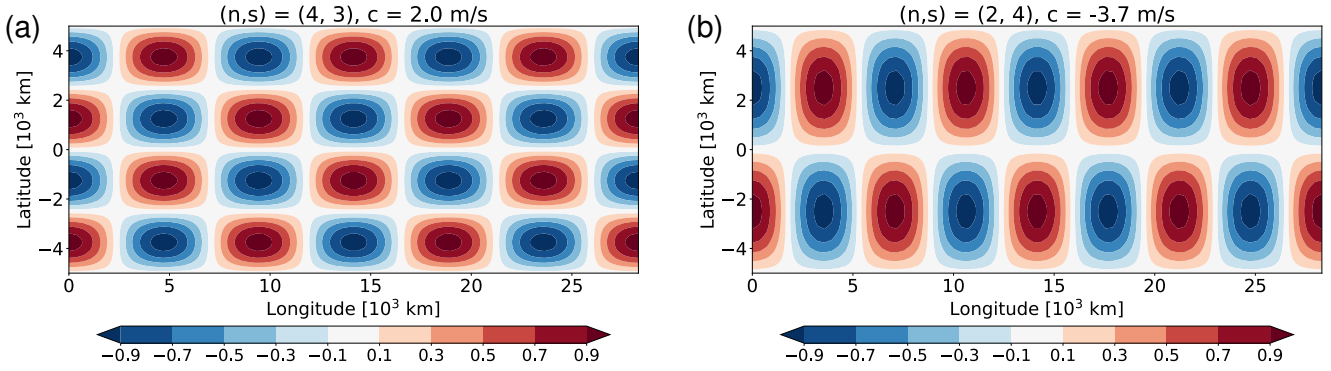 (a)
(n,s) = (4, 3), c = 2.0 m/s
Latitude [10³ km]
4
2
0
−2
−4
0 5 10 15 20 25
Longitude [10³ km]
−0.9 −0.7 −0.5 −0.3 −0.1 0.1 0.3 0.5 0.7 0.9
(b)
(n,s) = (2, 4), c = -3.7 m/s
Latitude [10³ km]
4
2
0
−2
−4
0 5 10 15 20 25
Longitude [10³ km]
−0.9 −0.7 −0.5 −0.3 −0.1 0.1 0.3 0.5 0.7 0.9